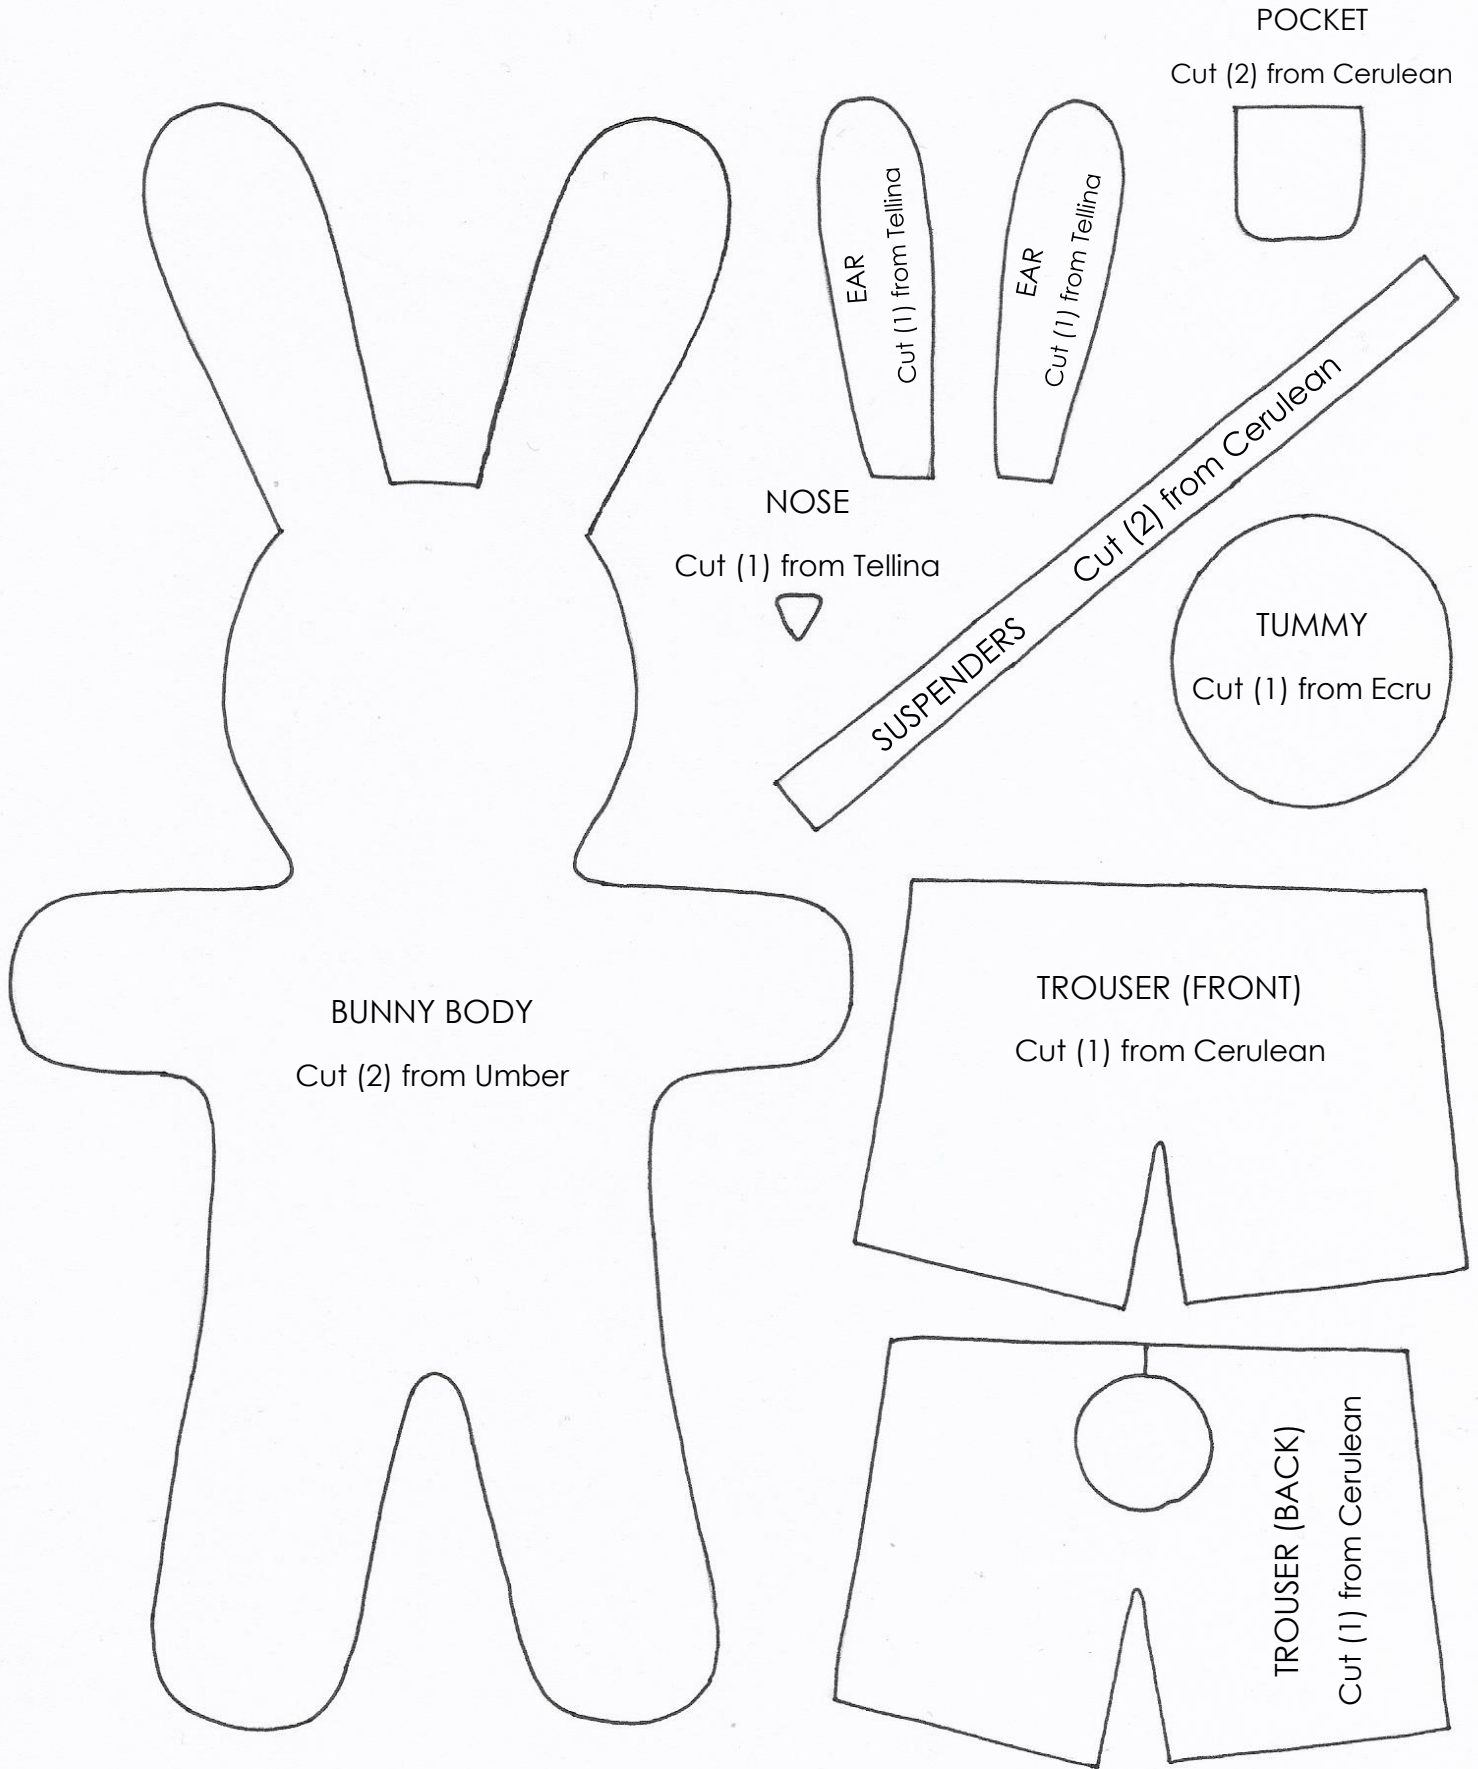 POCKET
Cut (2) from Cerulean
EAR
Cut (1) from Tellina
EAR
Cut (1) from Tellina
NOSE
Cut (1) from Tellina
SUSPENDERS Cut (2) from Cerulean
TUMMY
Cut (1) from Ecru
BUNNY BODY
Cut (2) from Umber
TROUSER (FRONT)
Cut (1) from Cerulean
TROUSER (BACK)
Cut (1) from Cerulean